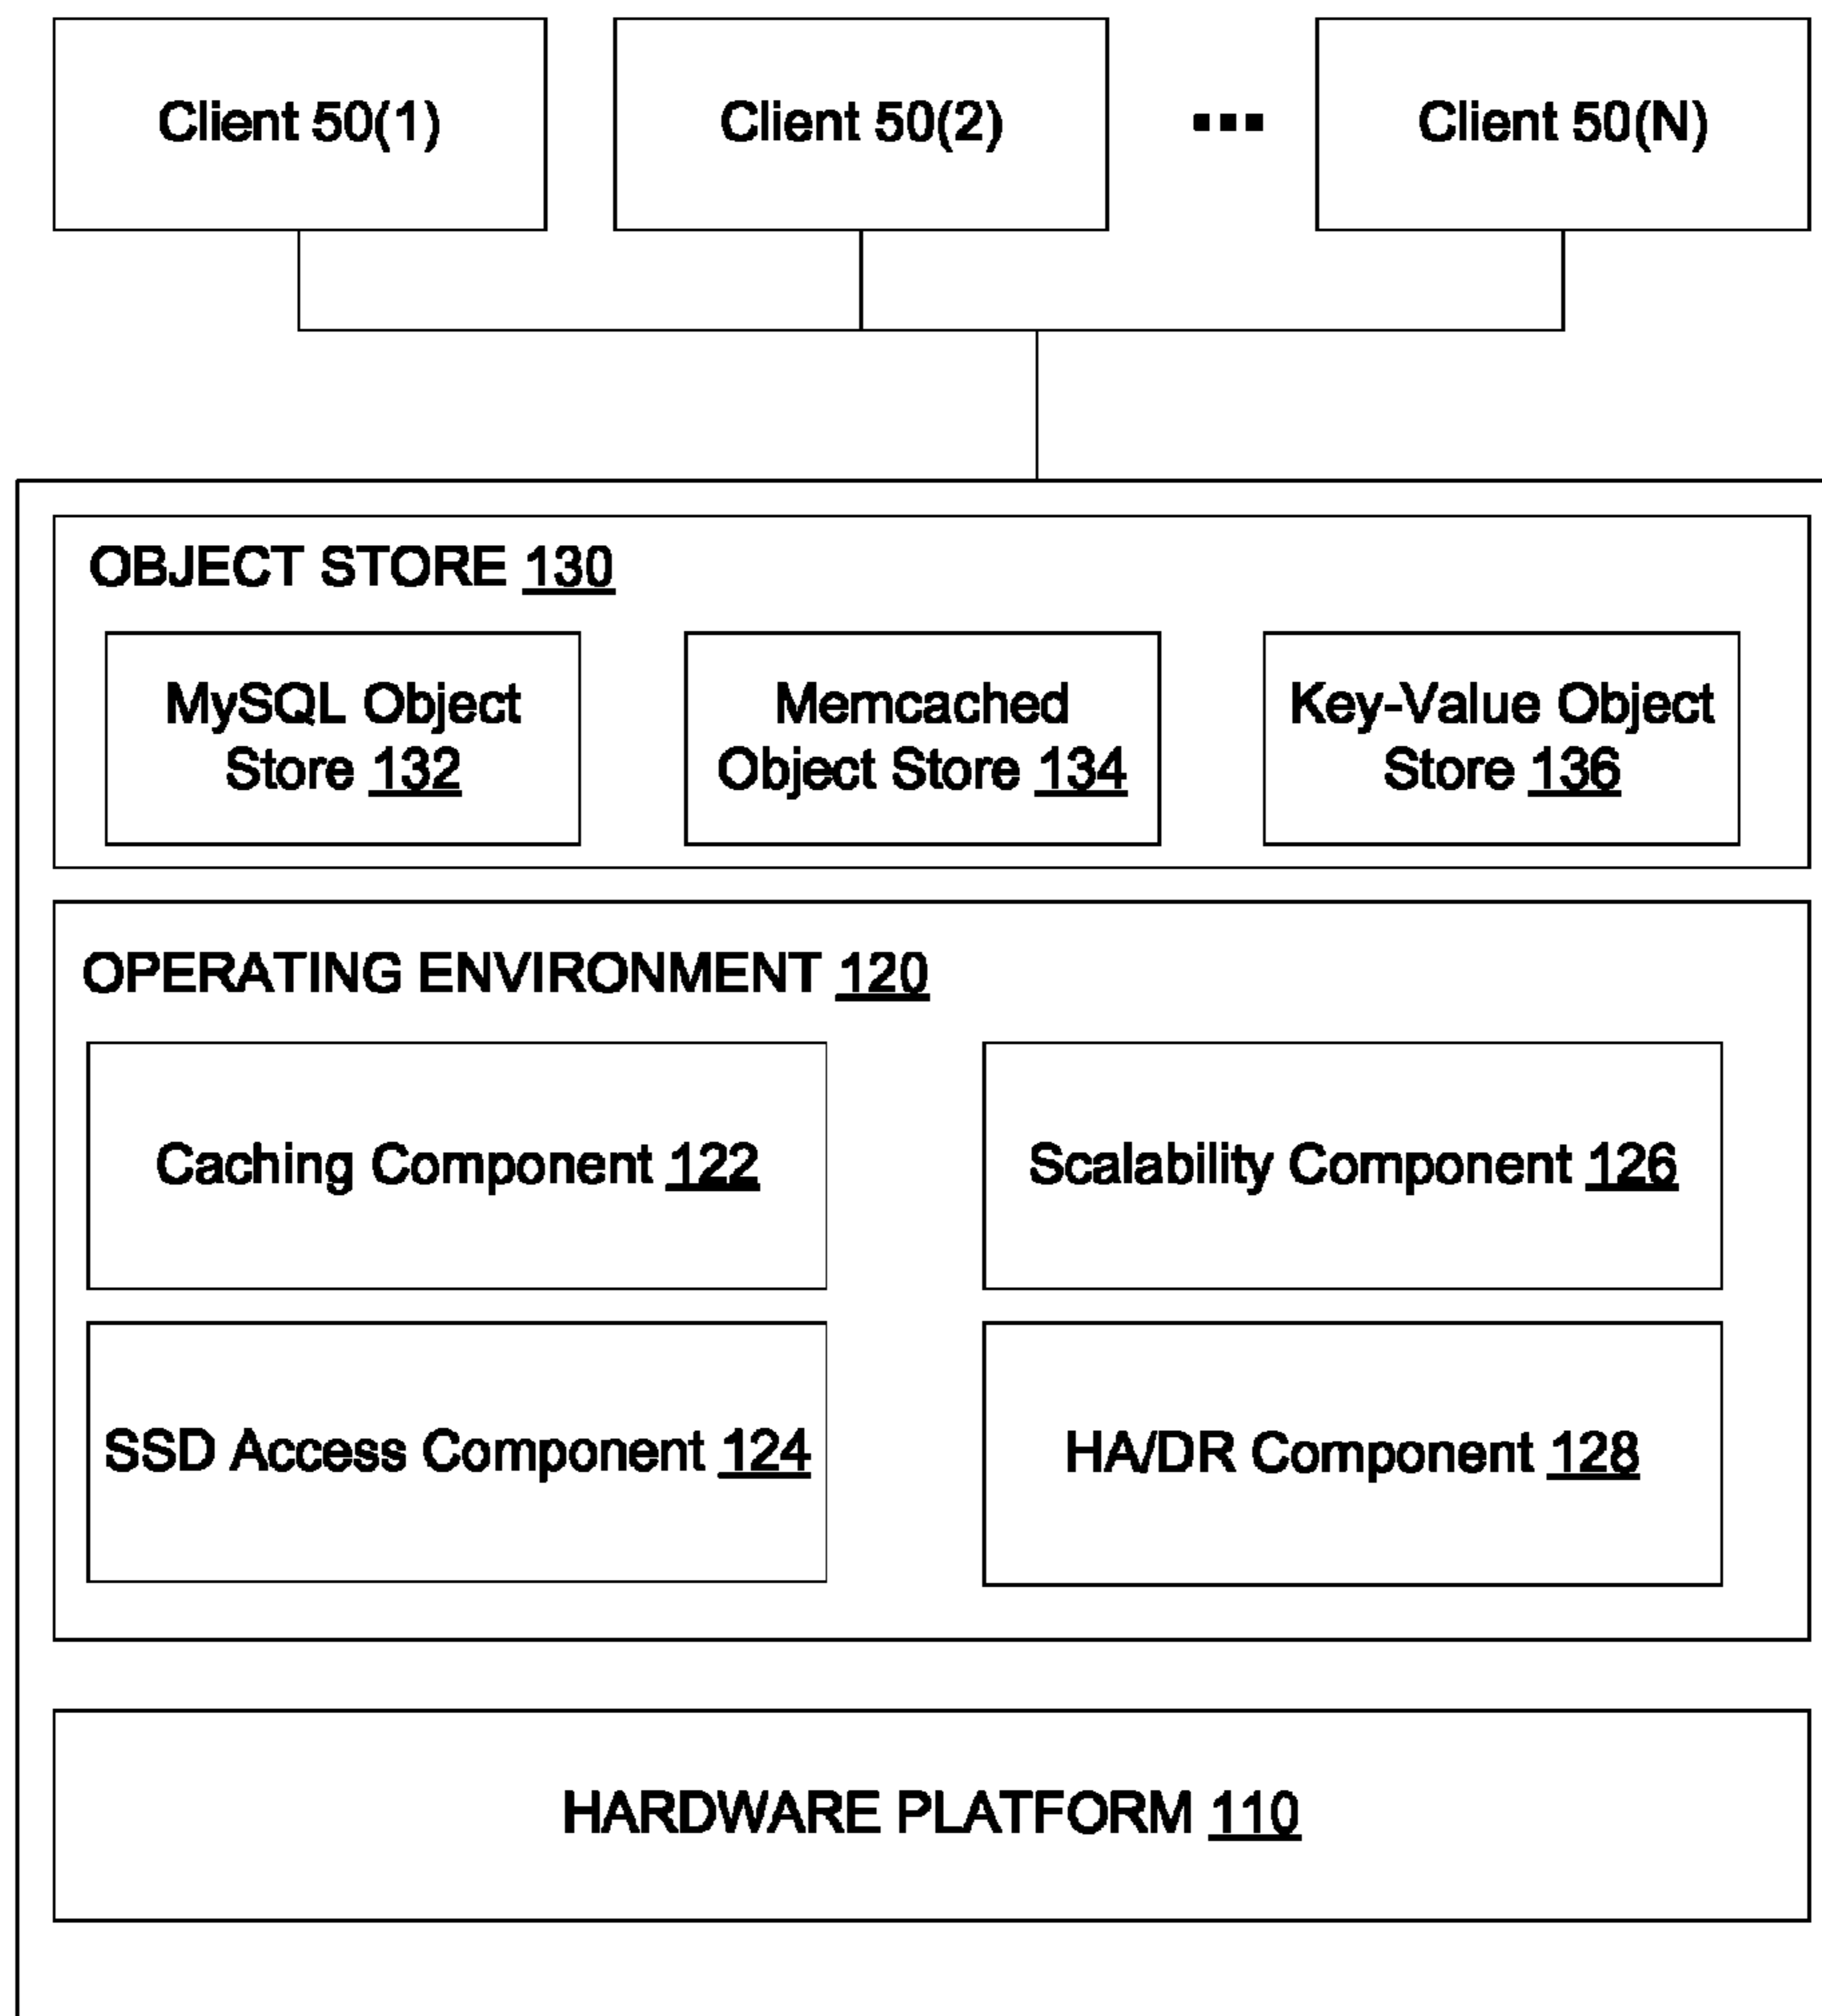 Client 50(1)
Client 50(2)
...
Client 50(N)
OBJECT STORE 130
MySQL Object
Store 132
Memcached
Object Store 134
Key-Value Object
Store 136
OPERATING ENVIRONMENT 120
Caching Component 122
Scalability Component 126
SSD Access Component 124
HA/DR Component 128
HARDWARE PLATFORM 110